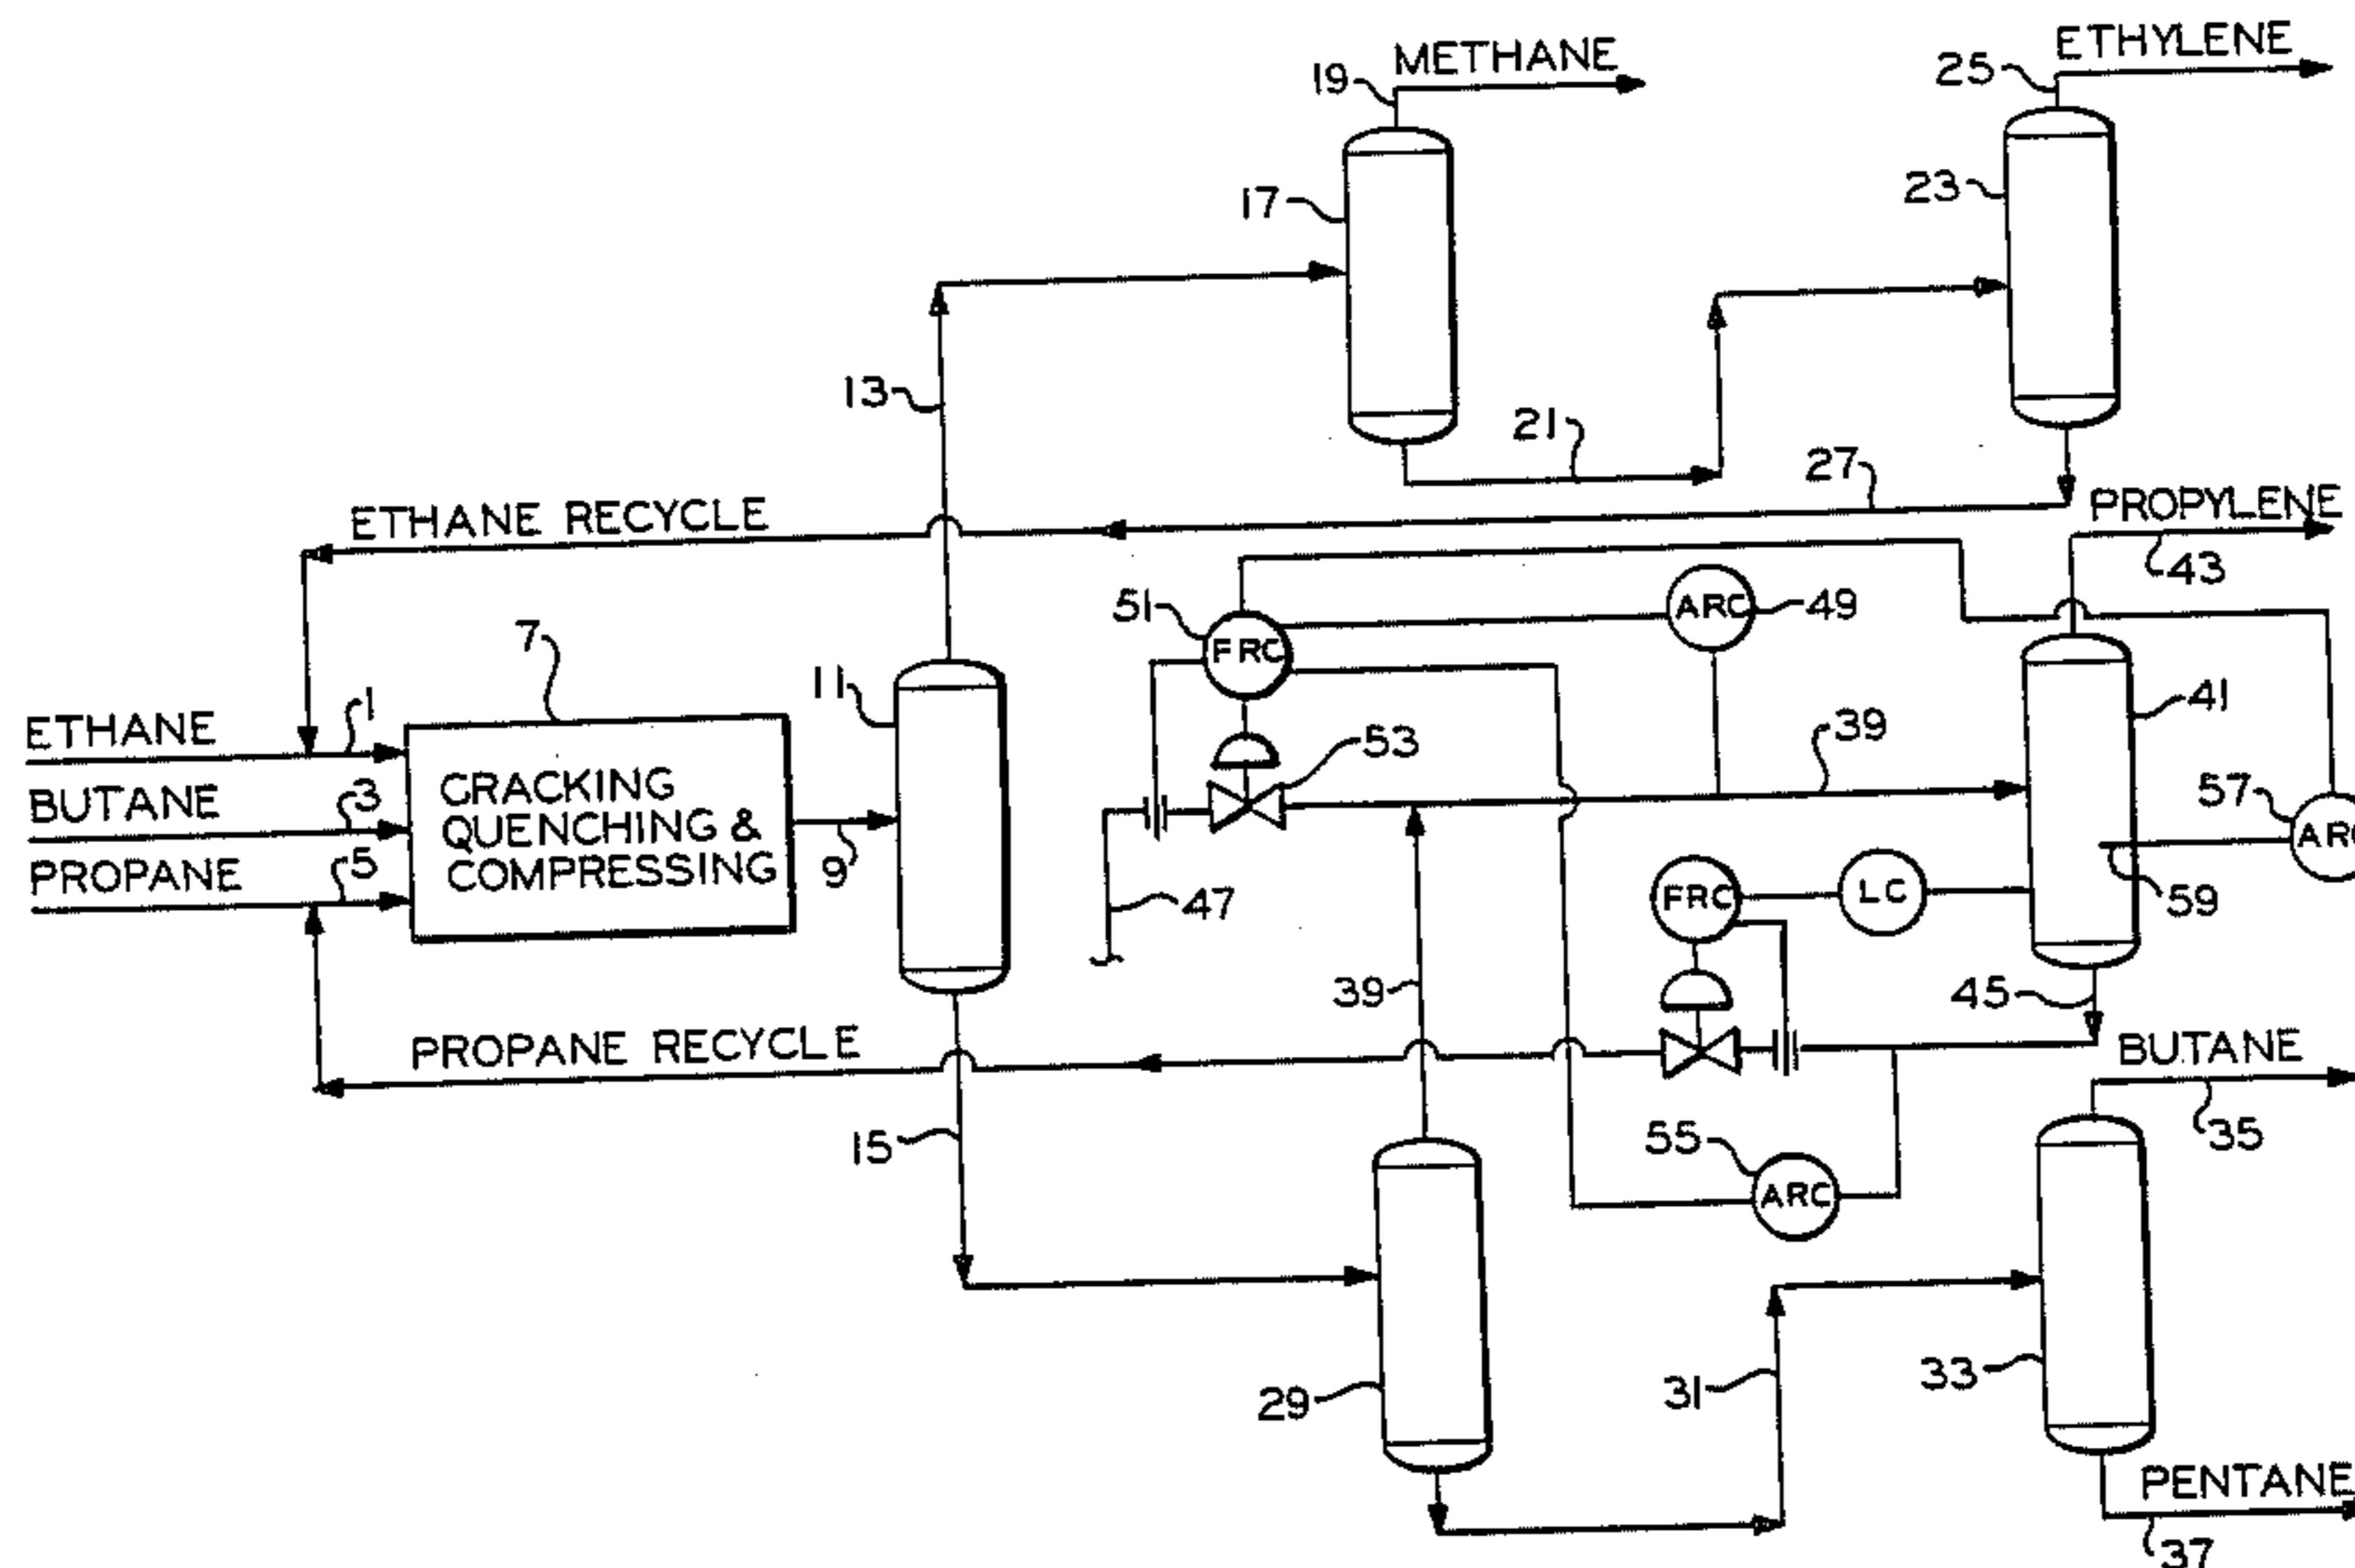 METHANE
19
ETHYLENE
25
17
23
13
21
27
ETHANE RECYCLE
PROPYLENE
43
51
FRC
ARC
49
7
11
41
ETHANE
1
BUTANE
3
PROPANE
5
CRACKING
QUENCHING &
COMPRESSING
9
53
39
57
ARC
47
FRC
LC
59
39
45
PROPANE RECYCLE
BUTANE
35
15
55
ARC
29
31
33
PENTANE
37